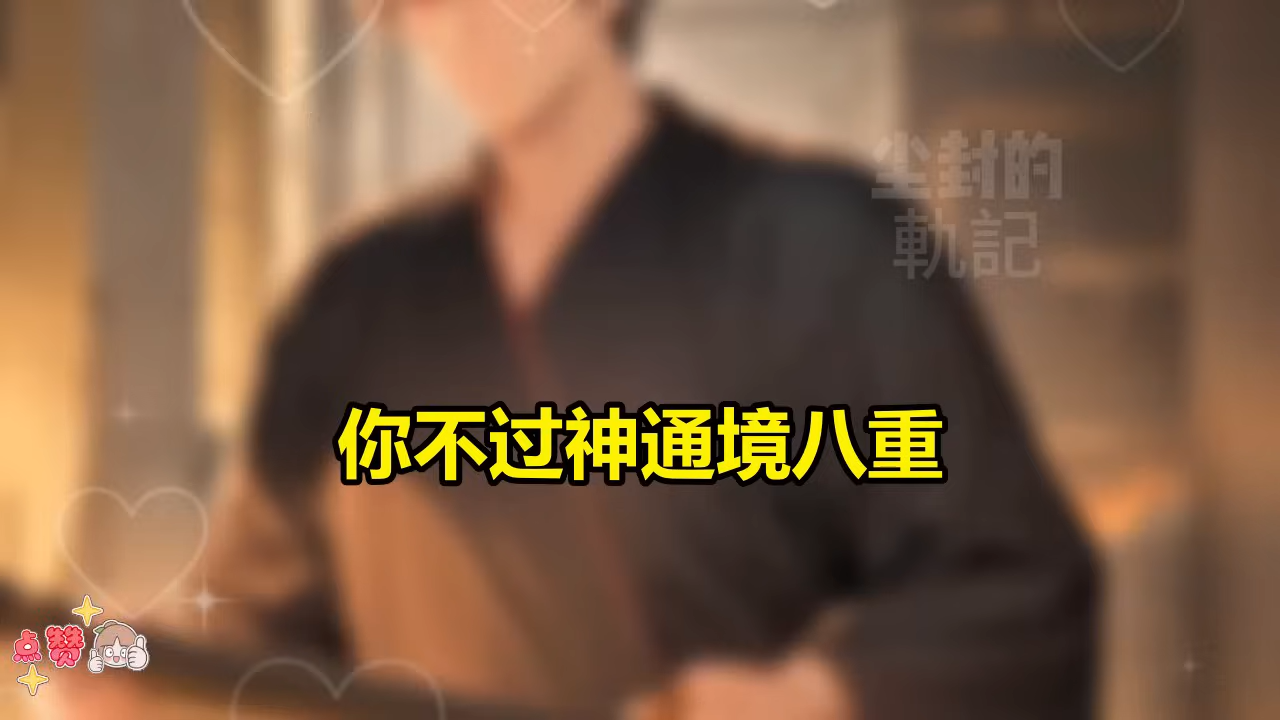 尘封的
軌記
你不过神通境八重
点赞